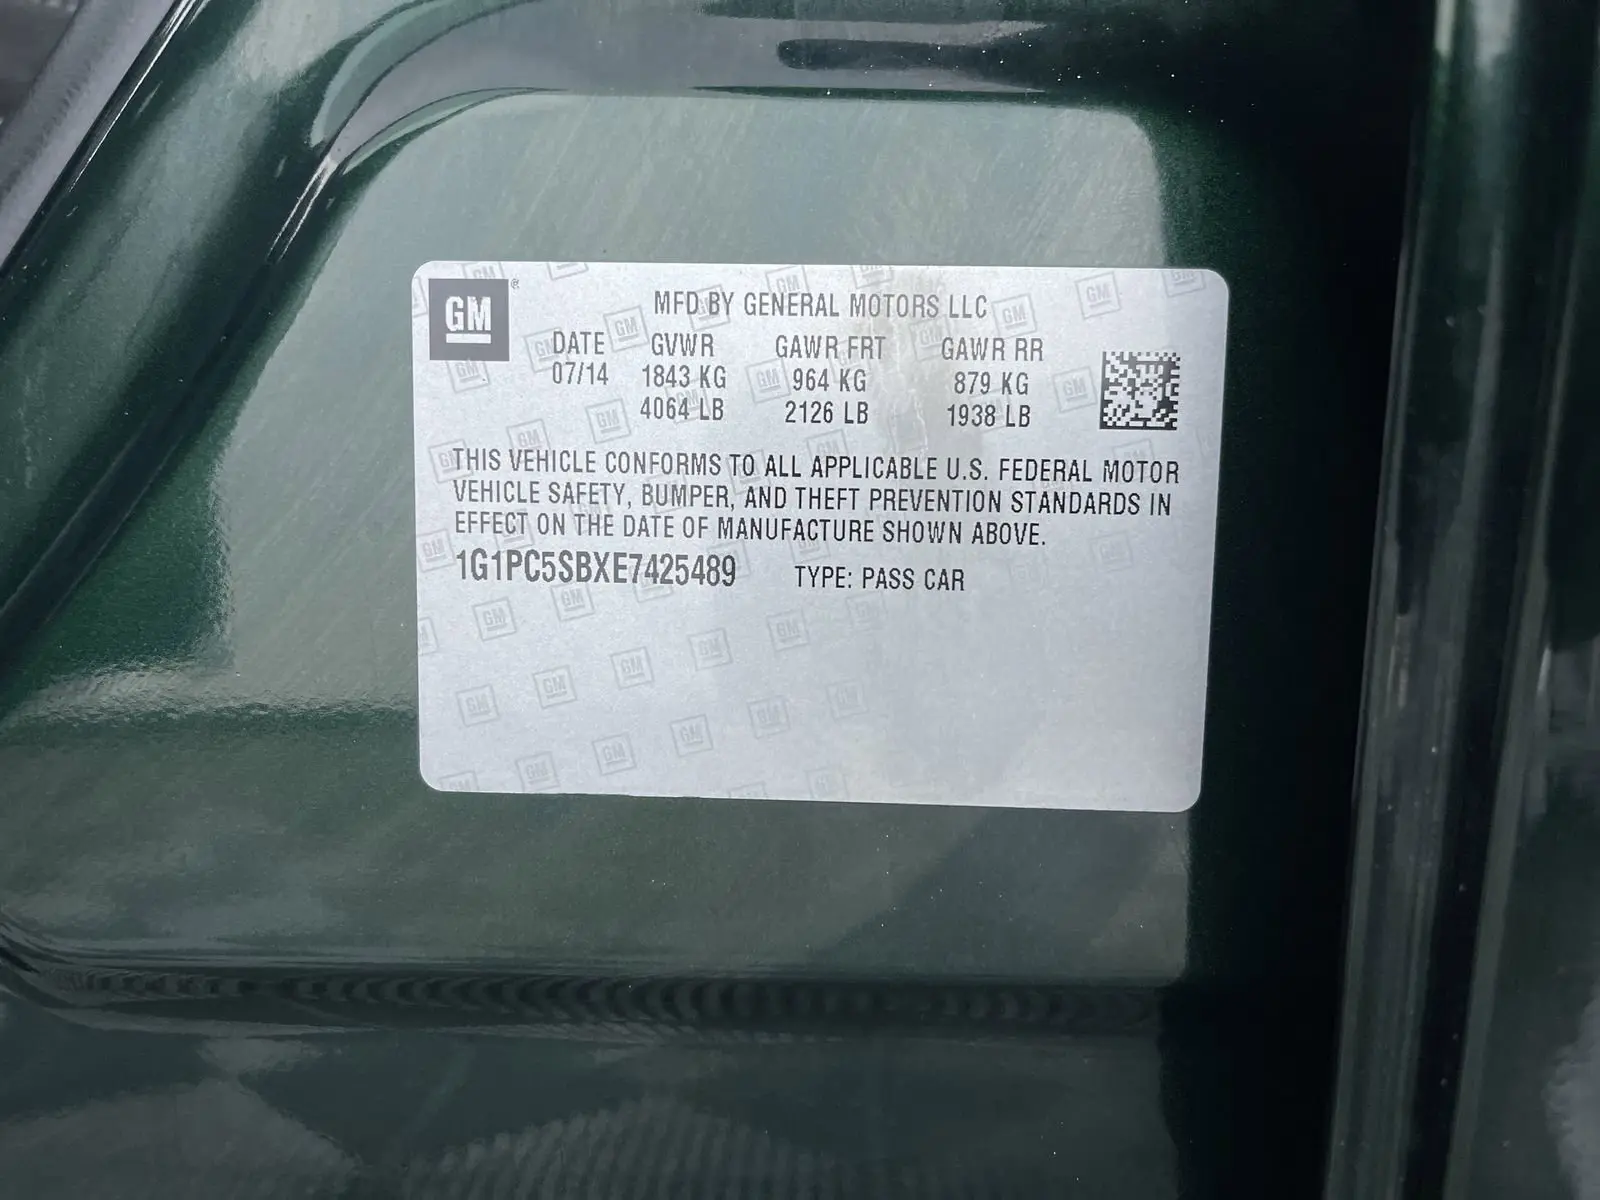 GM®
MFD BY GENERAL MOTORS LLC
DATE GVWR GAWR FRT GAWR RR
07/14 1843 KG 964 KG 879 KG
4064 LB 2126 LB 1938 LB
THIS VEHICLE CONFORMS TO ALL APPLICABLE U.S. FEDERAL MOTOR
VEHICLE SAFETY, BUMPER, AND THEFT PREVENTION STANDARDS IN
EFFECT ON THE DATE OF MANUFACTURE SHOWN ABOVE.
1G1PC5SBXE7425489 TYPE: PASS CAR